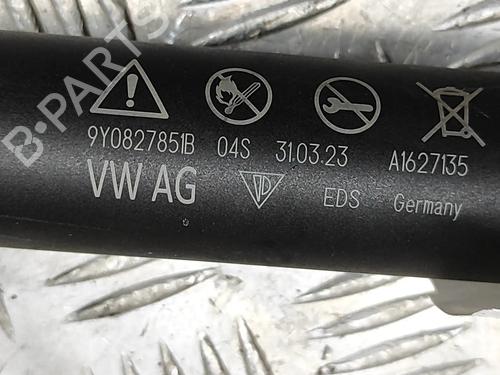 B-PARTS
9Y0827851B 04S 31.03.23 A1627135
VW AG EDS Germany